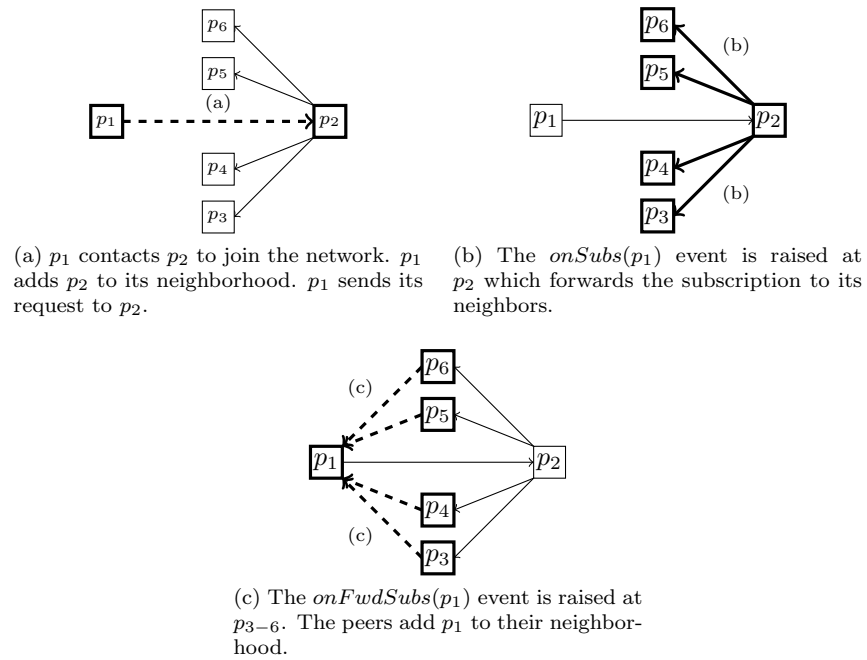 p₆
p₅
(a)
p₁
p₂
p₄
p₃
(a) p₁ contacts p₂ to join the network. p₁
adds p₂ to its neighborhood. p₁ sends its
request to p₂.
p₆
(b)
p₅
p₁
p₂
p₄
(b)
p₃
(b) The onSubs(p₁) event is raised at
p₂ which forwards the subscription to its
neighbors.
p₆
(c)
p₅
p₁
p₂
p₄
(c)
p₃
(c) The onFwdSubs(p₁) event is raised at
p₃₋₆. The peers add p₁ to their neighbor-
hood.